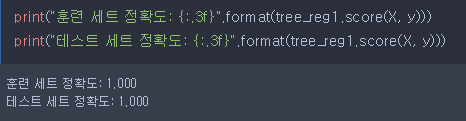 print("훈련 세트 정확도: {:.3f}".format(tree_reg1.score(X, y)))
print("테스트 세트 정확도: {:.3f}".format(tree_reg1.score(X, y)))
훈련 세트 정확도: 1.000
테스트 세트 정확도: 1.000